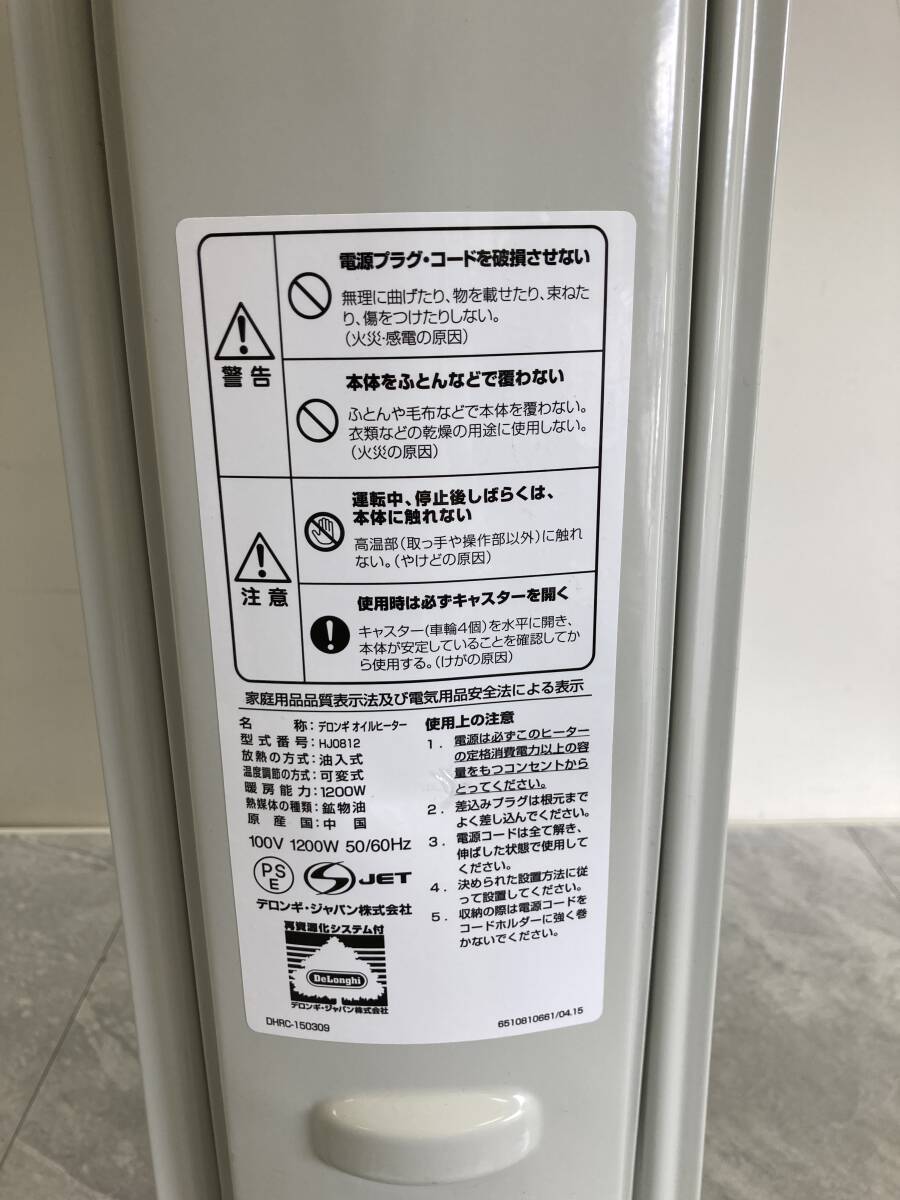 警告
電源プラグ・コードを破損させない
無理に曲げたり、物を載せたり、束ねた
り、傷をつけたりしない。
(火災・感電の原因)
本体をふとんなどで覆わない
ふとんや毛布などで本体を覆わない。
衣類などの乾燥の用途に使用しない。
(火災の原因)
注意
運転中、停止後しばらくは、
本体に触れない
高温部(取っ手や操作部以外)に触れ
ない。(やけどの原因)
使用時は必ずキャスターを開く
キャスター(車輪4個)を水平に開き、
本体が安定していることを確認してか
ら使用する。(けがの原因)
家庭用品品質表示法及び電気用品安全法による表示
名 称:デロンギ オイルヒーター
型式番号:HJ0812
放熱の方式:油入式
温度調節の方式:可変式
暖房能力:1200W
熱媒体の種類:鉱物油
原産国:中 国
100V 1200W 50/60Hz
PS
E
JET
デロンギ・ジャパン株式会社
再資源化システム付
DeLonghi
デロンギ・ジャパン株式会社
DHRC-150309
使用上の注意
1. 電源は必ずこのヒーター
の定格消費電力以上の容
量をもつコンセントから
とってください。
2. 差込みプラグは根元まで
よく差し込んでください。
3. 電源コードは全て解き、
伸ばした状態で使用して
ください。
4. 決められた設置方法に従
って設置してください。
5. 収納の際は電源コードを
コードホルダーに強く巻
かないでください。
6510810661/04.15